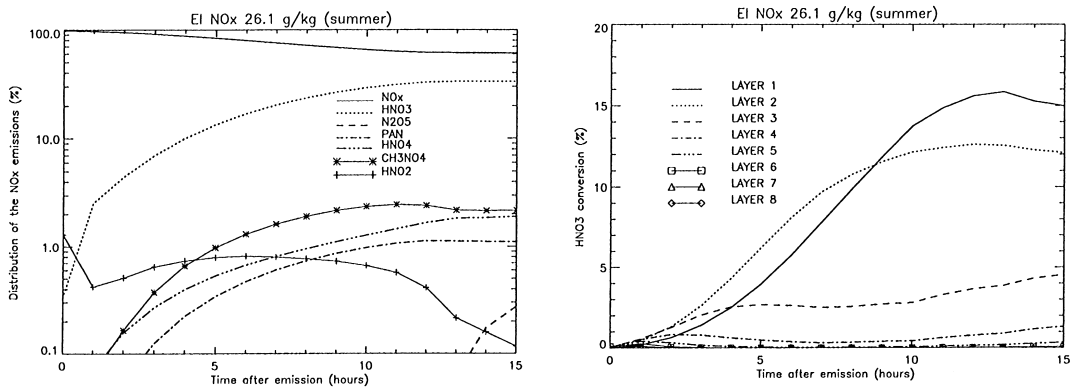 EI NOx 26.1 g/kg (summer)
100.0
10.0
1.0
0.1
Distribution of the NOx emissions (%)
NOx
HNO3
N2O5
PAN
HNO4
CH3NO4
HNO2
0
5
10
15
Time after emission (hours)
EI NOx 26.1 g/kg (summer)
20
15
10
5
0
HNO3 conversion (%)
LAYER 1
LAYER 2
LAYER 3
LAYER 4
LAYER 5
LAYER 6
LAYER 7
LAYER 8
0
5
10
15
Time after emission (hours)